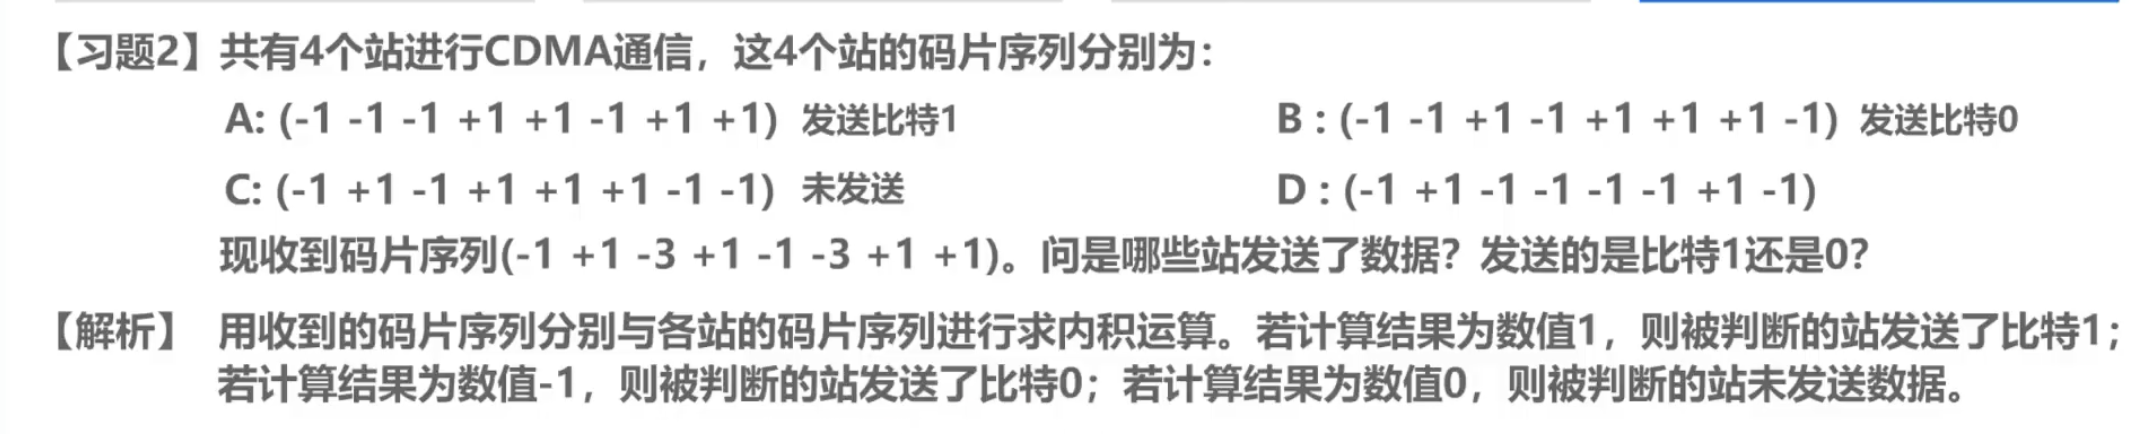 【习题2】共有4个站进行CDMA通信，这4个站的码片序列分别为：
A: (-1 -1 -1 +1 +1 -1 +1 +1) 发送比特1 B : (-1 -1 +1 -1 +1 +1 +1 -1) 发送比特0
C: (-1 +1 -1 +1 +1 +1 -1 -1) 未发送 D : (-1 +1 -1 -1 -1 -1 +1 -1)
现收到码片序列(-1 +1 -3 +1 -1 -3 +1 +1)。问是哪些站发送了数据？发送的是比特1还是0？
【解析】 用收到的码片序列分别与各站的码片序列进行求内积运算。若计算结果为数值1，则被判断的站发送了比特1；
若计算结果为数值-1，则被判断的站发送了比特0；若计算结果为数值0，则被判断的站未发送数据。